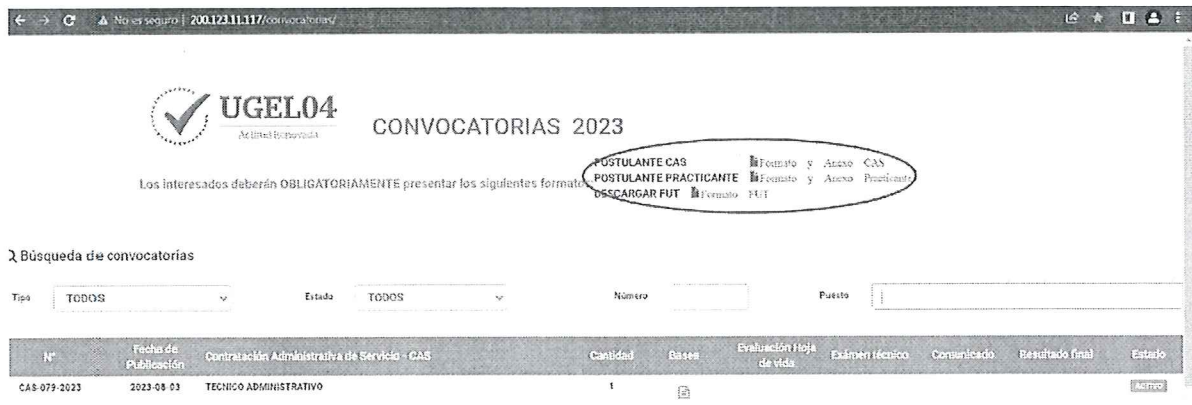 No es seguro | 200.123.11.117/convocatorias/
UGEL04
Actitud Renovada
CONVOCATORIAS 2023
POSTULANTE CAS Formato y Anexo CAS
Los interesados deberán OBLIGATORIAMENTE presentar los siguientes formatos POSTULANTE PRACTICANTE Formato y Anexo Practicante
DESCARGAR FUT Formato FUT
Búsqueda de convocatorias
Tipo TODOS Estado TODOS Número Puesto
N° Fecha de Publicación Contratación Administrativa de Servicio - CAS Cantidad Bases Evaluación Hoja de vida Exámen técnico Comunicado Resultado final Estado
CAS-079-2023 2023-08-03 TECNICO ADMINISTRATIVO 1 ACTIVO